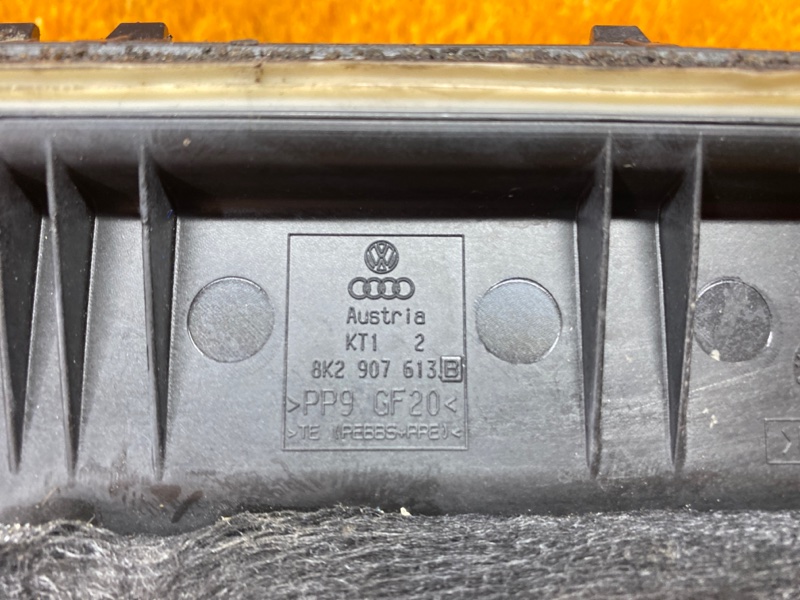 Austria
KT1 2
8K2 907 613 B
>PP9 GF20<